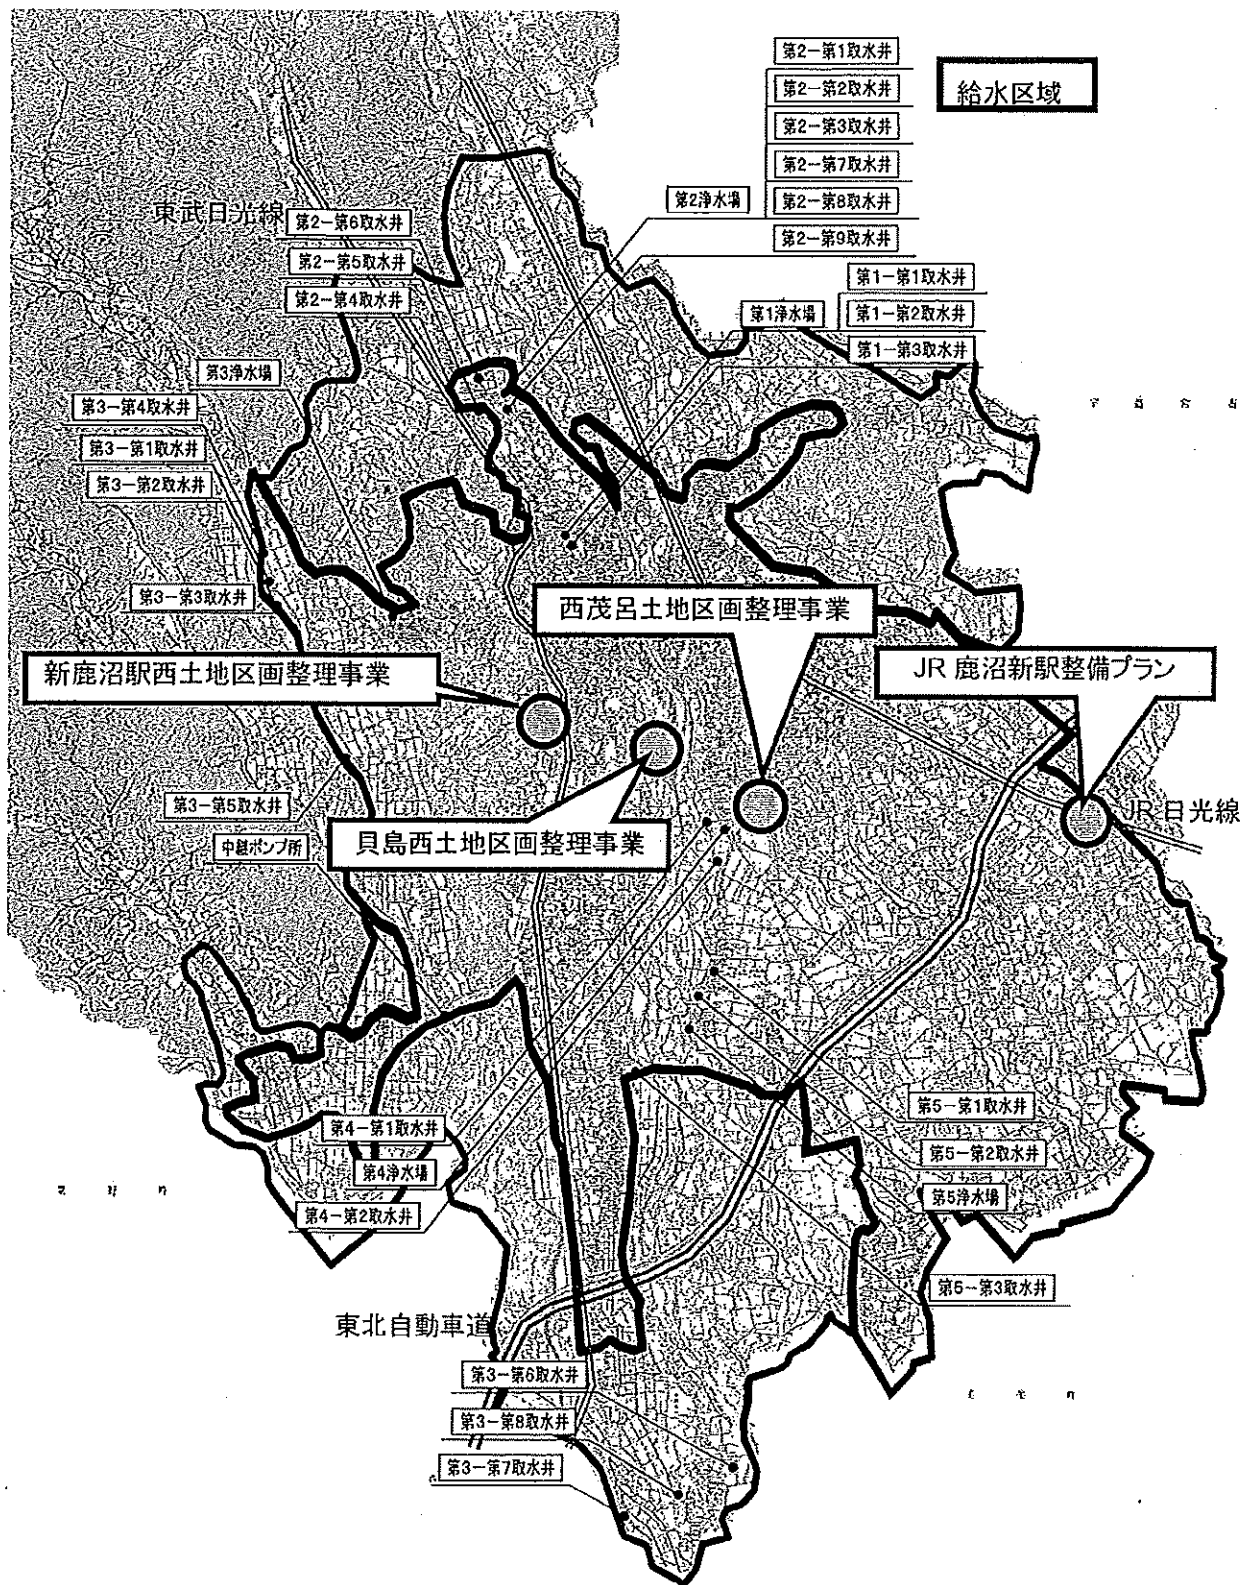 第2－第1取水井
第2－第2取水井
第2－第3取水井
第2－第7取水井
第2－第8取水井
第2－第9取水井
給水区域
第2浄水場
東武日光線
第2－第6取水井
第2－第5取水井
第2－第4取水井
第1浄水場
第1－第1取水井
第1－第2取水井
第1－第3取水井
第3浄水場
第3－第4取水井
第3－第1取水井
第3－第2取水井
第3－第3取水井
西茂呂土地区画整理事業
新鹿沼駅西土地区画整理事業
JR 鹿沼新駅整備プラン
第3－第5取水井
中継ポンプ所
貝島西土地区画整理事業
JR 日光線
第4－第1取水井
第4浄水場
第4－第2取水井
第5－第1取水井
第5－第2取水井
第5浄水場
第5－第3取水井
東北自動車道
第3－第6取水井
第3－第8取水井
第3－第7取水井